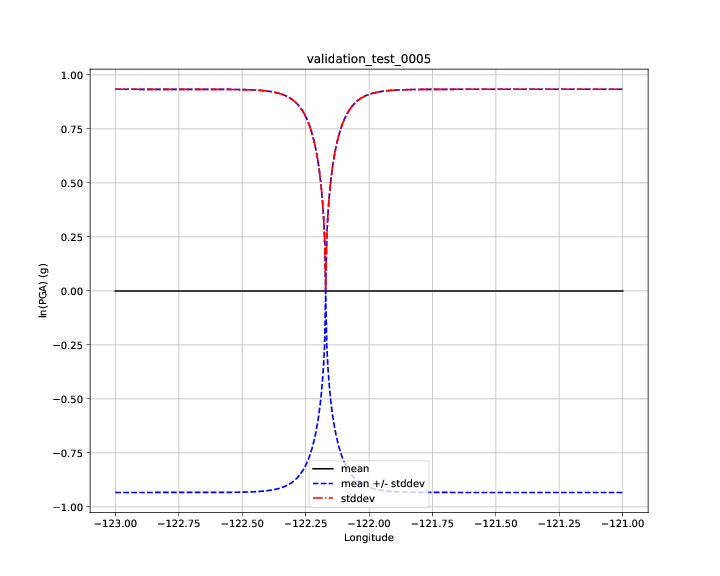 validation_test_0005
1.00
0.75
0.50
0.25
0.00
−0.25
−0.50
−0.75
−1.00
ln(PGA) (g)
mean
mean +/- stddev
stddev
−123.00 −122.75 −122.50 −122.25 −122.00 −121.75 −121.50 −121.25 −121.00
Longitude